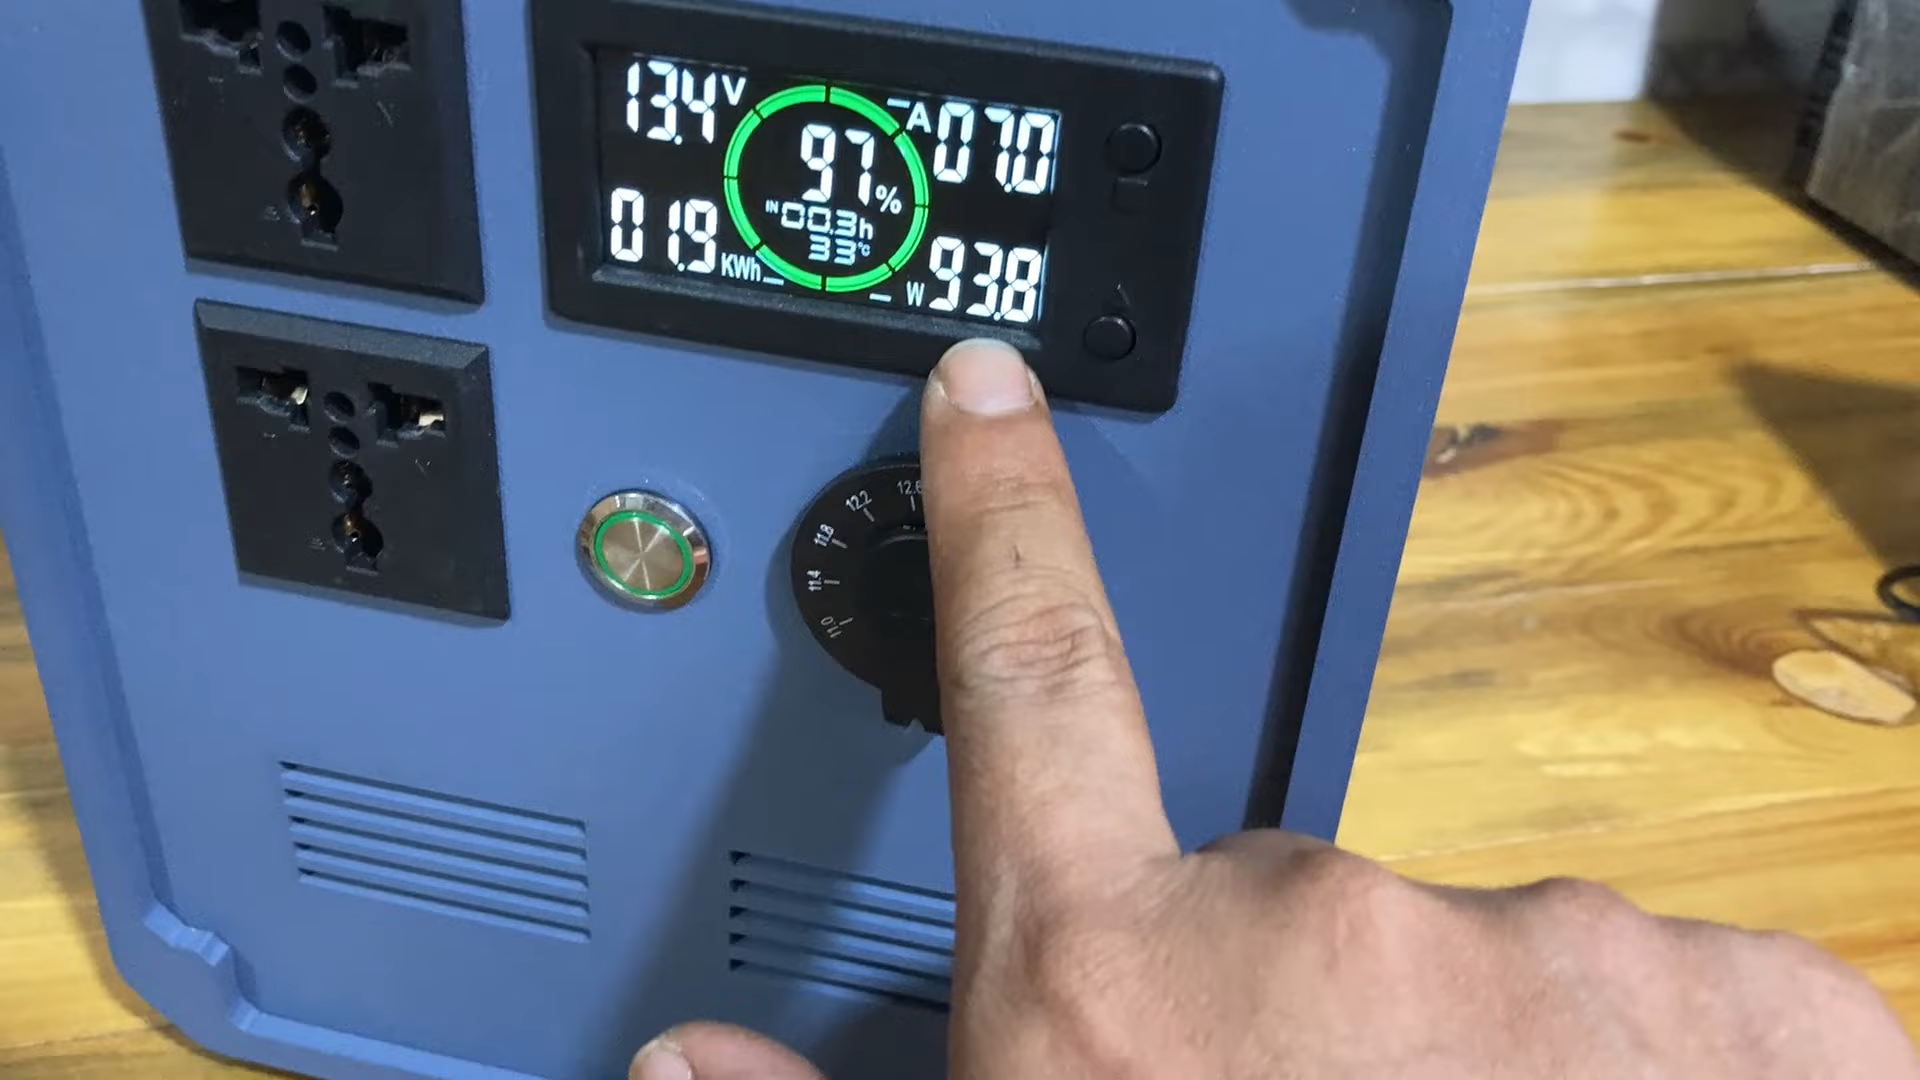 13.4 V
A 07.0
97 %
IN 00.3h
33 °C
01.9 KWh
W 93.8
12.6
12.2
11.8
11.4
11.0